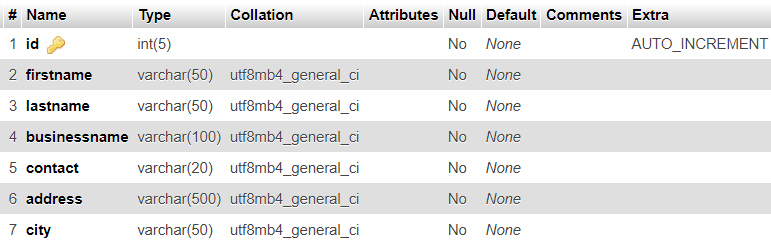 # Name Type Collation Attributes Null Default Comments Extra
1 id int(5) No None AUTO_INCREMENT
2 firstname varchar(50) utf8mb4_general_ci No None
3 lastname varchar(50) utf8mb4_general_ci No None
4 businessname varchar(100) utf8mb4_general_ci No None
5 contact varchar(20) utf8mb4_general_ci No None
6 address varchar(500) utf8mb4_general_ci No None
7 city varchar(50) utf8mb4_general_ci No None